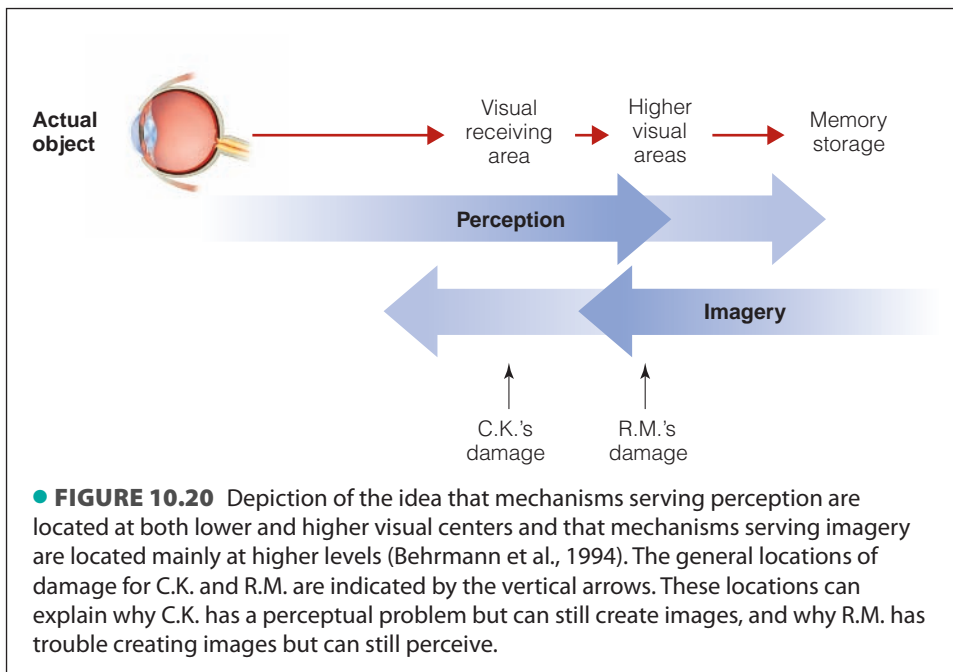 Actual
object
Visual
receiving
area
Higher
visual
areas
Memory
storage
Perception
Imagery
C.K.'s
damage
R.M.'s
damage
● FIGURE 10.20 Depiction of the idea that mechanisms serving perception are
located at both lower and higher visual centers and that mechanisms serving imagery
are located mainly at higher levels (Behrmann et al., 1994). The general locations of
damage for C.K. and R.M. are indicated by the vertical arrows. These locations can
explain why C.K. has a perceptual problem but can still create images, and why R.M. has
trouble creating images but can still perceive.